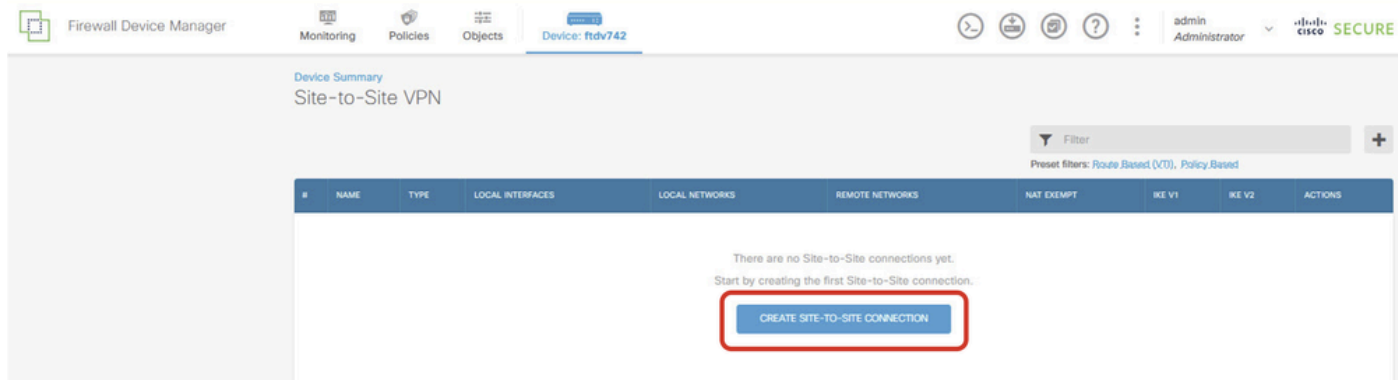 Firewall Device Manager
Monitoring
Policies
Objects
Device: ftdv742
admin
Administrator
cisco SECURE
Device Summary
Site-to-Site VPN
Filter
Preset filters: Route Based (VTI), Policy Based
# NAME TYPE LOCAL INTERFACES LOCAL NETWORKS REMOTE NETWORKS NAT EXEMPT IKE V1 IKE V2 ACTIONS
There are no Site-to-Site connections yet.
Start by creating the first Site-to-Site connection.
CREATE SITE-TO-SITE CONNECTION